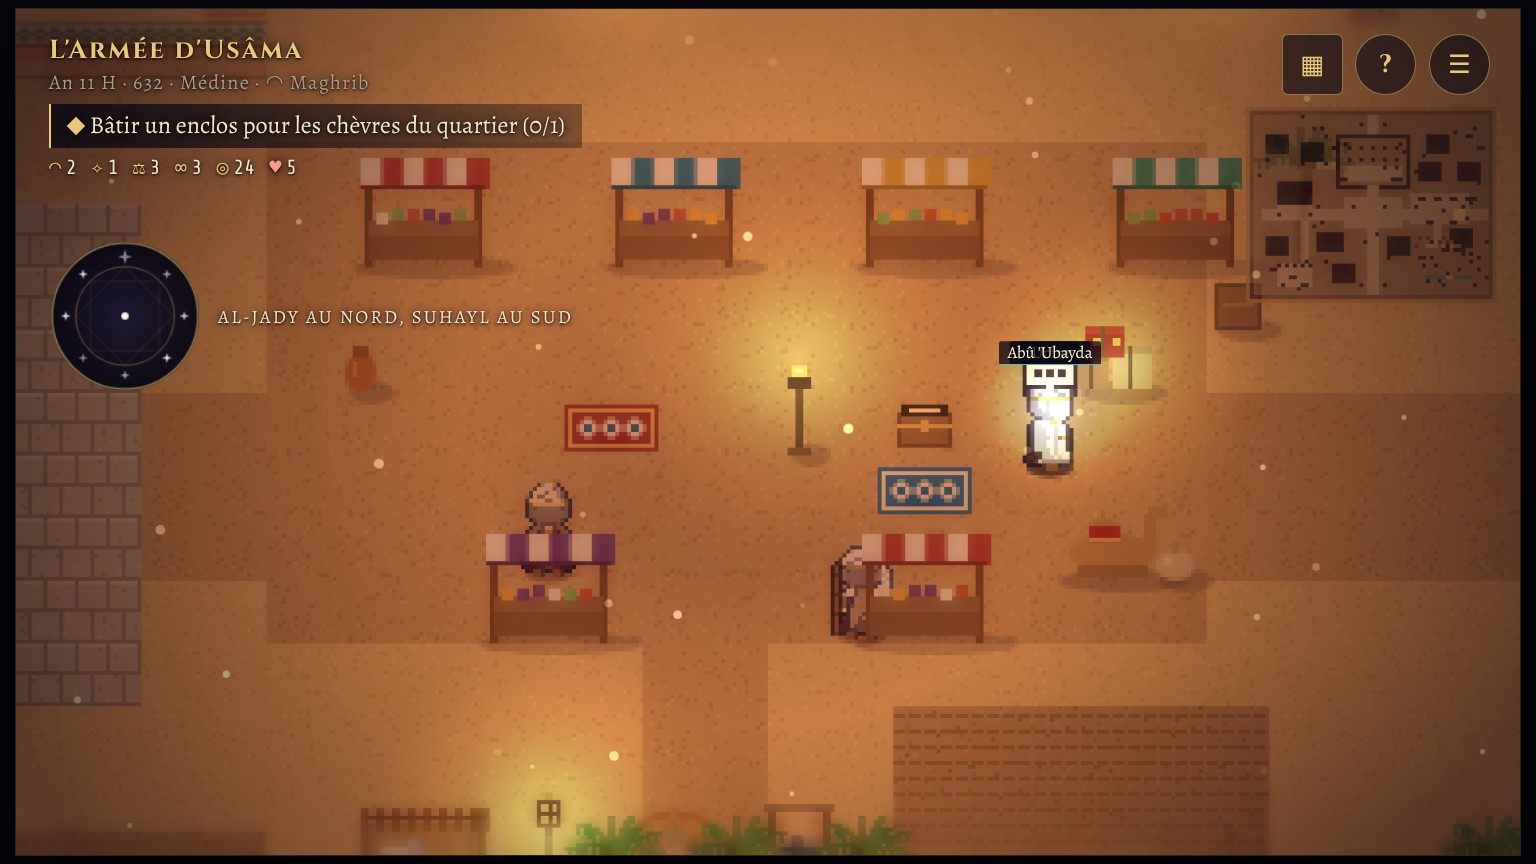 L'Armée d'Usâma
An 11 H · 632 · Médine · ◠ Maghrib
◆ Bâtir un enclos pour les chèvres du quartier (0/1)
◠ 2 ✧ 1 ⚖ 3 ∞ 3 ◎ 24 ♥ 5
AL-JADY AU NORD, SUHAYL AU SUD
Abû 'Ubayda
?